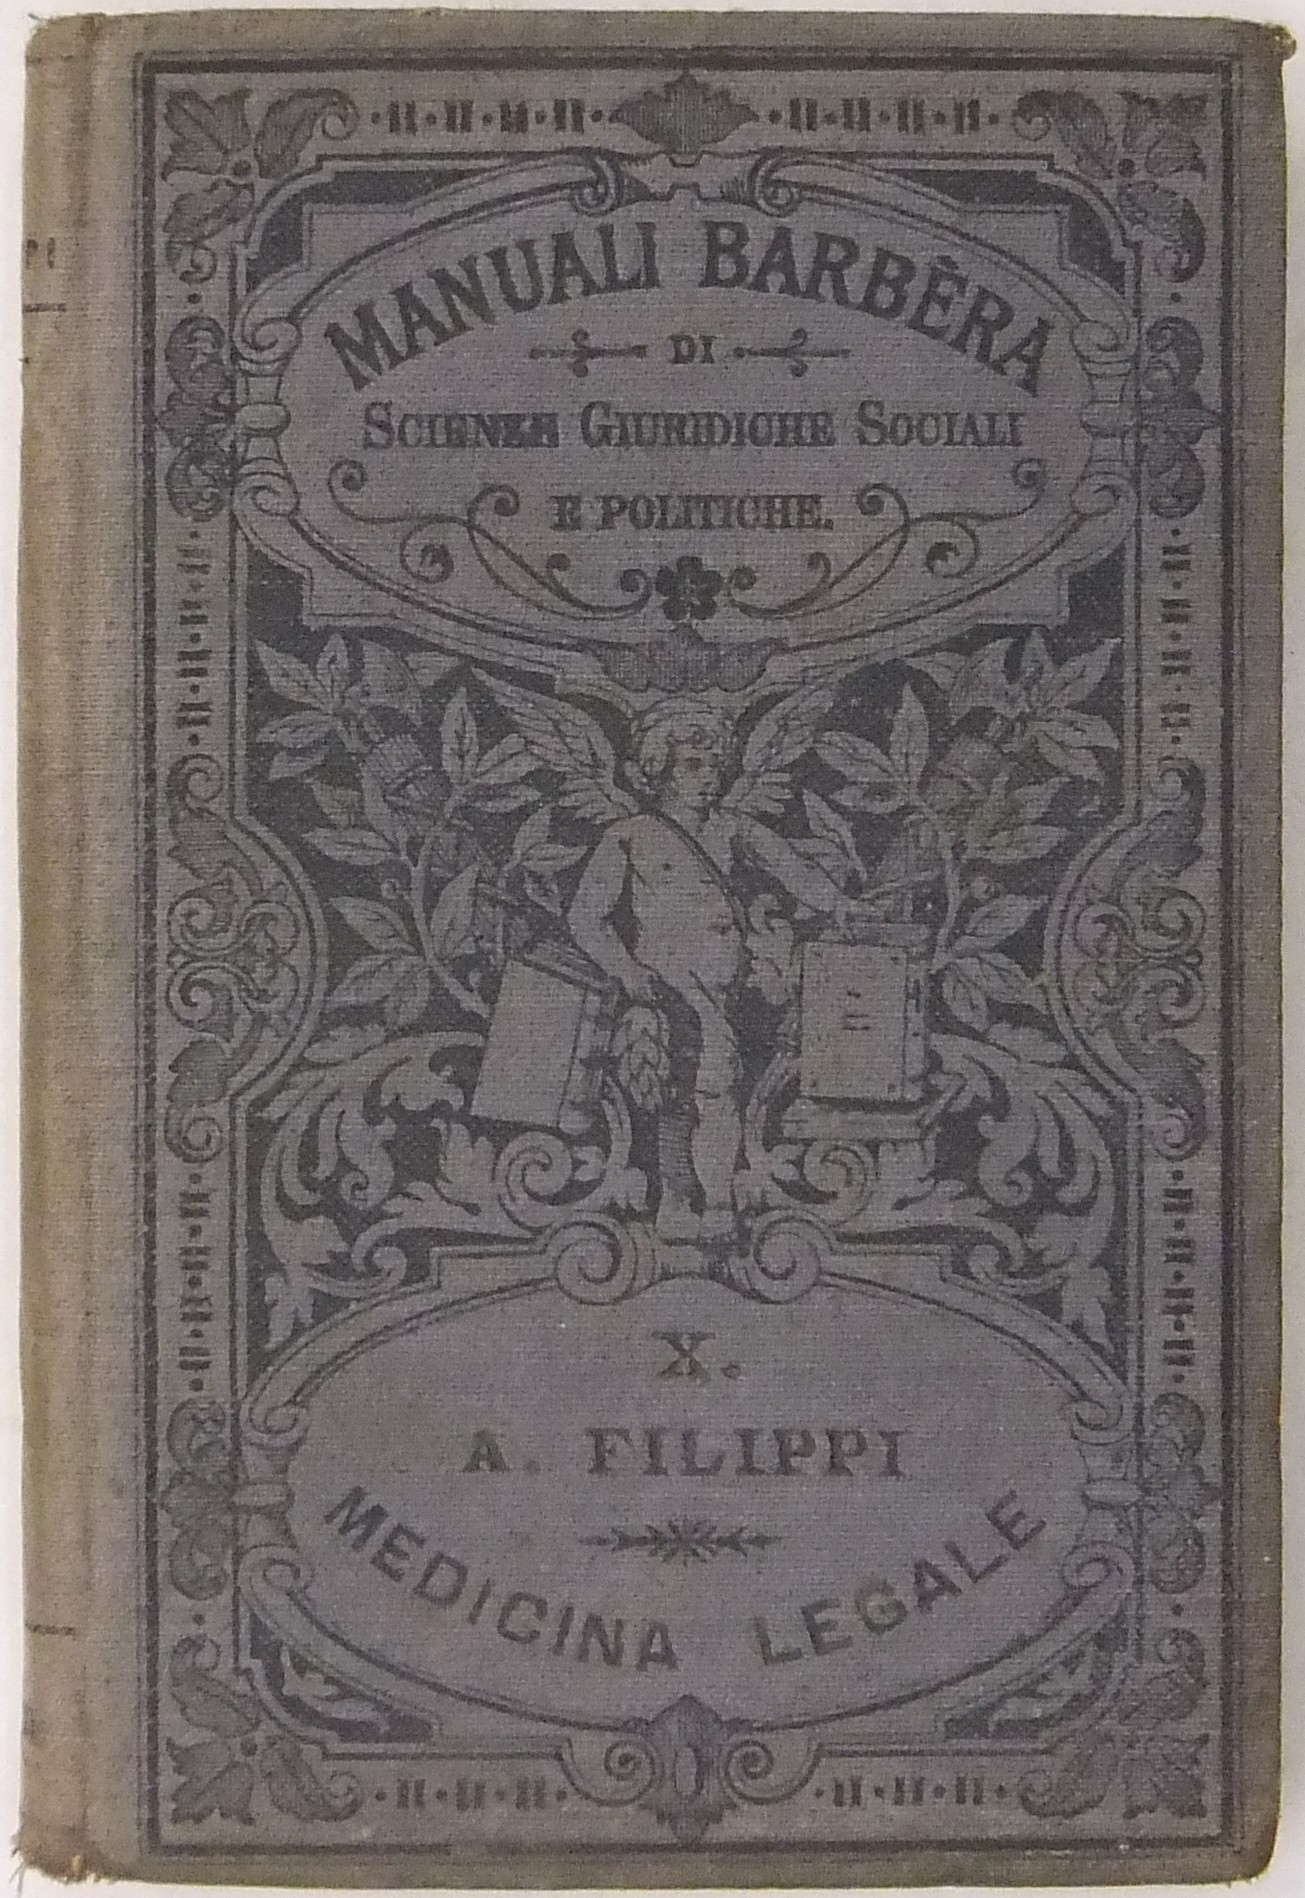 MANUALI BARBÈRA
DI
SCIENZE GIURIDICHE SOCIALI
E POLITICHE.
X.
A. FILIPPI
MEDICINA LEGALE